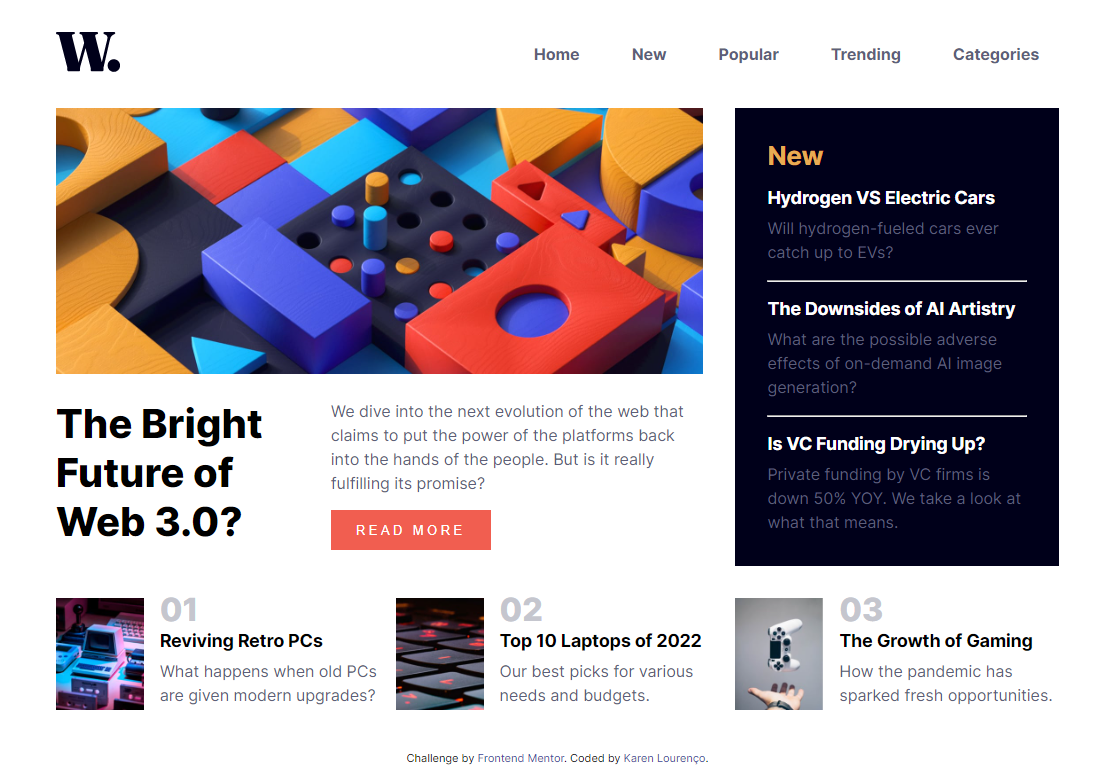 W.
Home New Popular Trending Categories
The Bright
Future of
Web 3.0?
We dive into the next evolution of the web that
claims to put the power of the platforms back
into the hands of the people. But is it really
fulfilling its promise?
READ MORE
New
Hydrogen VS Electric Cars
Will hydrogen-fueled cars ever
catch up to EVs?
The Downsides of AI Artistry
What are the possible adverse
effects of on-demand AI image
generation?
Is VC Funding Drying Up?
Private funding by VC firms is
down 50% YOY. We take a look at
what that means.
01
Reviving Retro PCs
What happens when old PCs
are given modern upgrades?
02
Top 10 Laptops of 2022
Our best picks for various
needs and budgets.
03
The Growth of Gaming
How the pandemic has
sparked fresh opportunities.
Challenge by Frontend Mentor. Coded by Karen Lourenço.